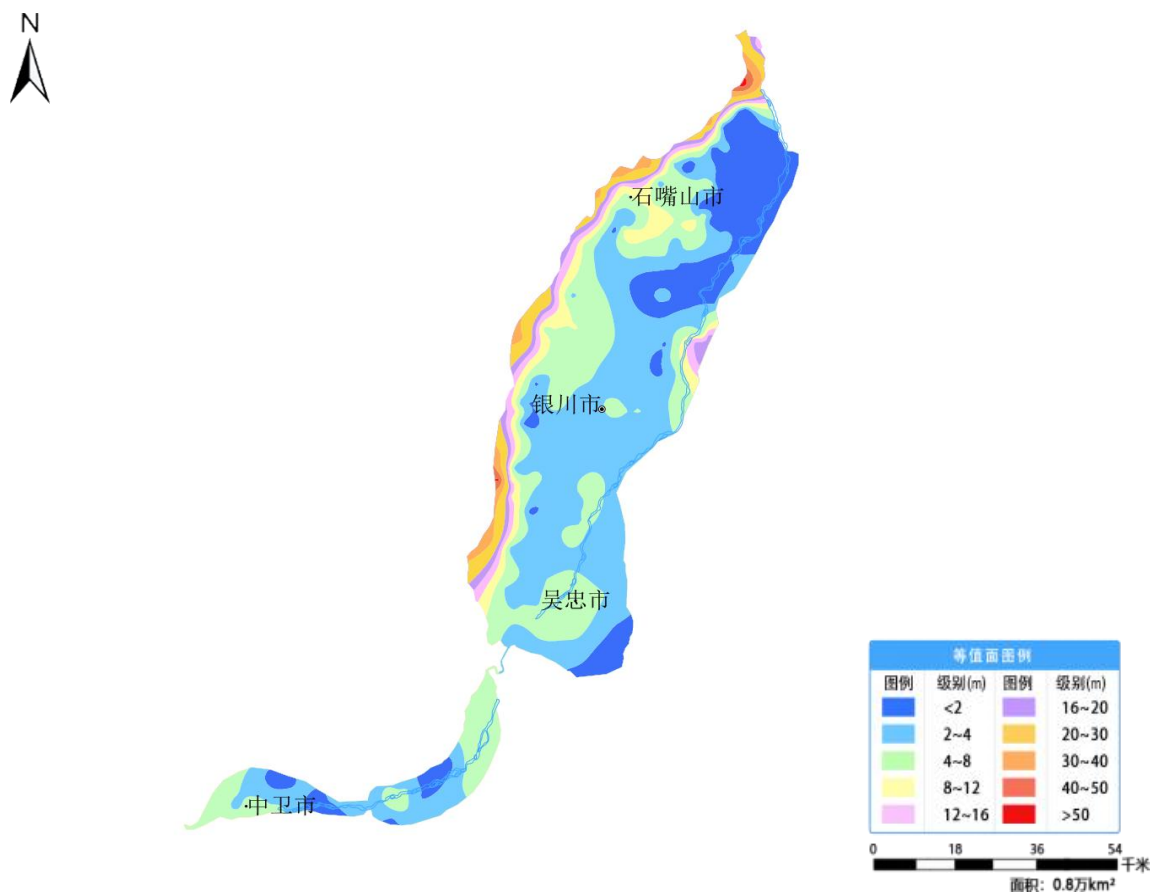 N
石嘴山市
银川市
吴忠市
中卫市
等值面图例
图例 级别(m) 图例 级别(m)
<2 16~20
2~4 20~30
4~8 30~40
8~12 40~50
12~16 >50
0 18 36 54 千米
面积：0.8万km²